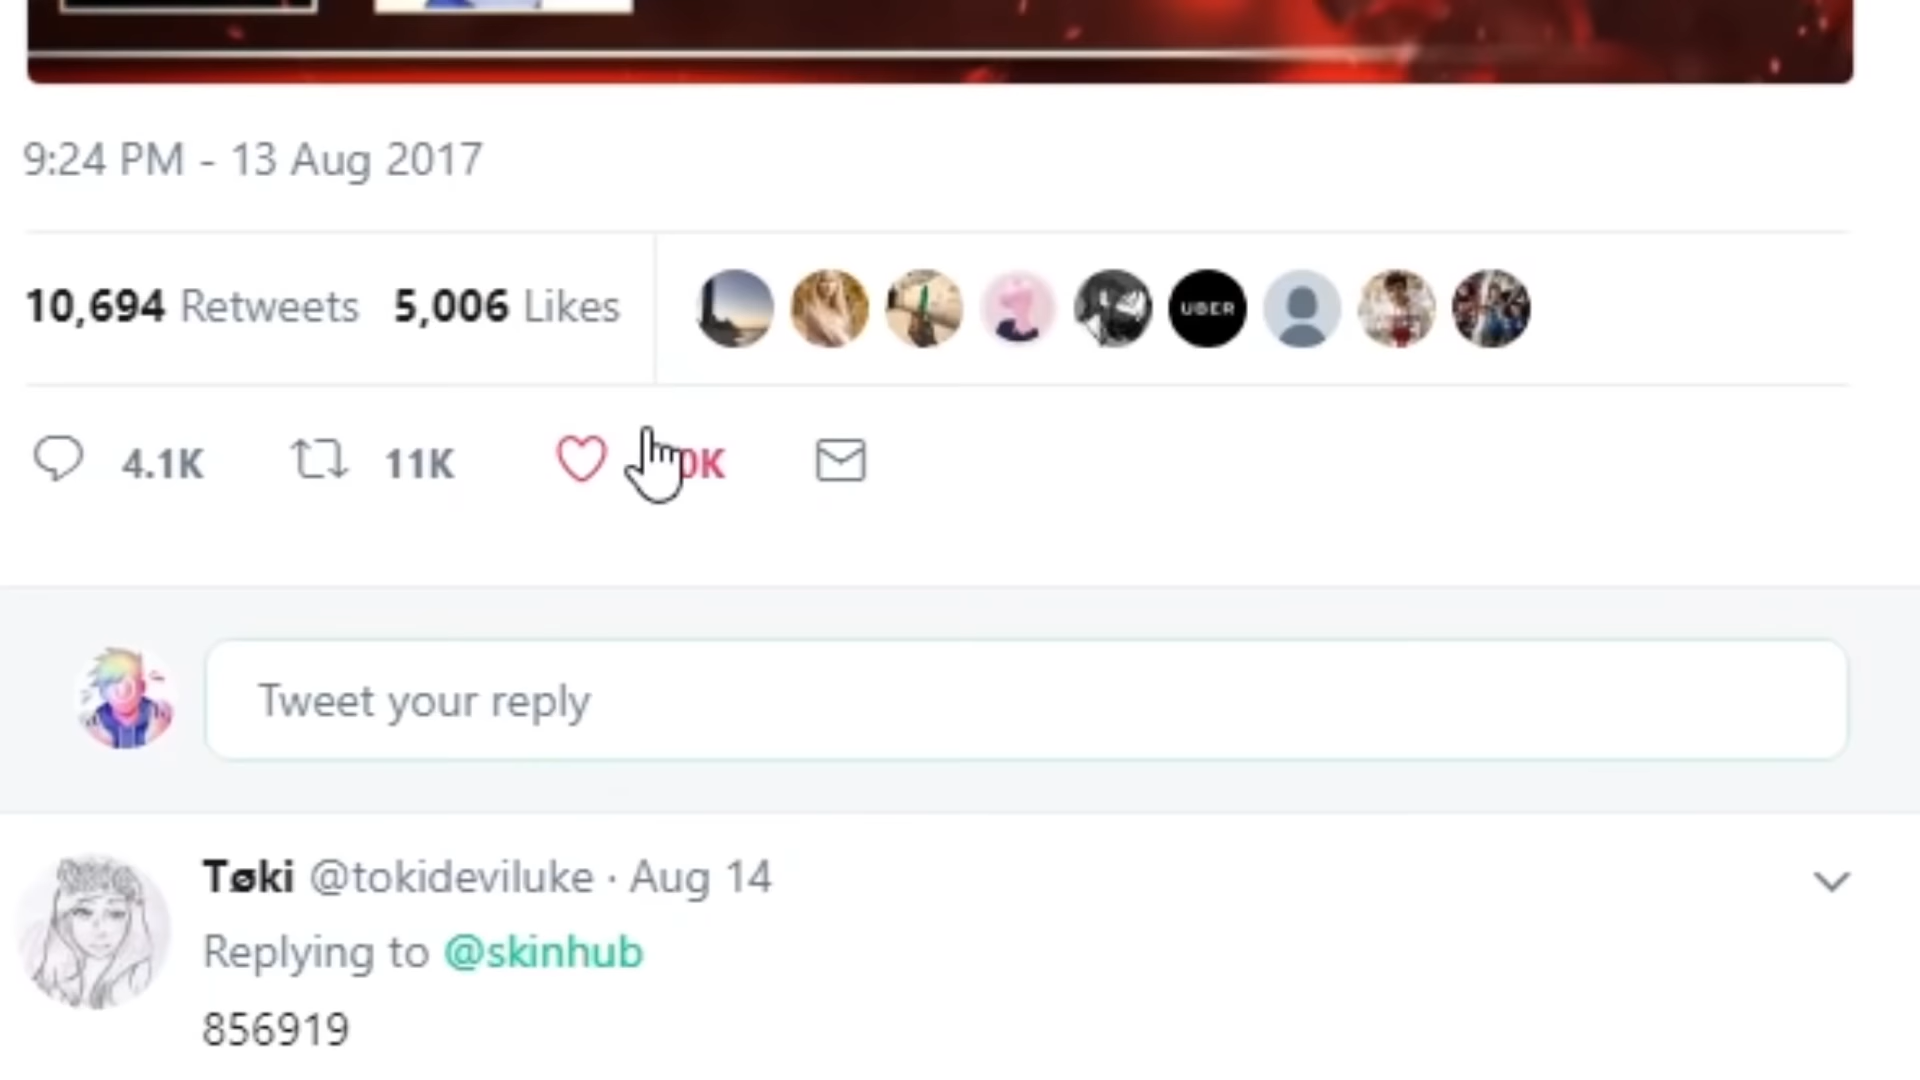 9:24 PM - 13 Aug 2017
10,694 Retweets 5,006 Likes
UBER
4.1K 11K
Tweet your reply
Tøki @tokideviluke · Aug 14
Replying to @skinhub
856919